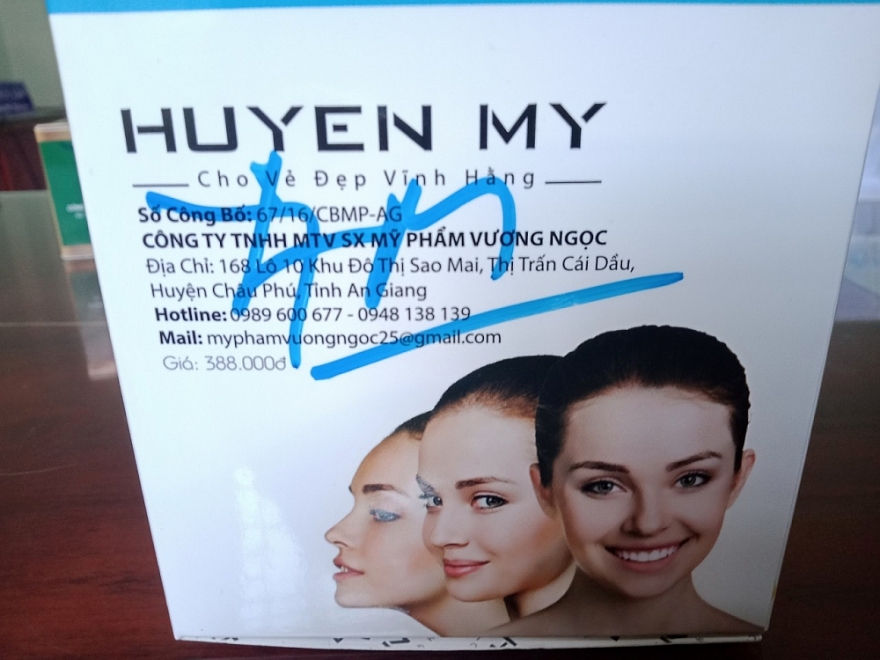 HUYEN MY
Cho Vẻ Đẹp Vĩnh Hằng
Số Công Bố: 67/16/CBMP-AG
CÔNG TY TNHH MTV SX MỸ PHẨM VƯƠNG NGỌC
Địa Chỉ: 168 Lô 10 Khu Đô Thị Sao Mai, Thị Trấn Cái Dầu,
Huyện Châu Phú, Tỉnh An Giang
Hotline: 0989 600 677 - 0948 138 139
Mail: myphamvuongngoc25@gmail.com
Giá: 388.000đ